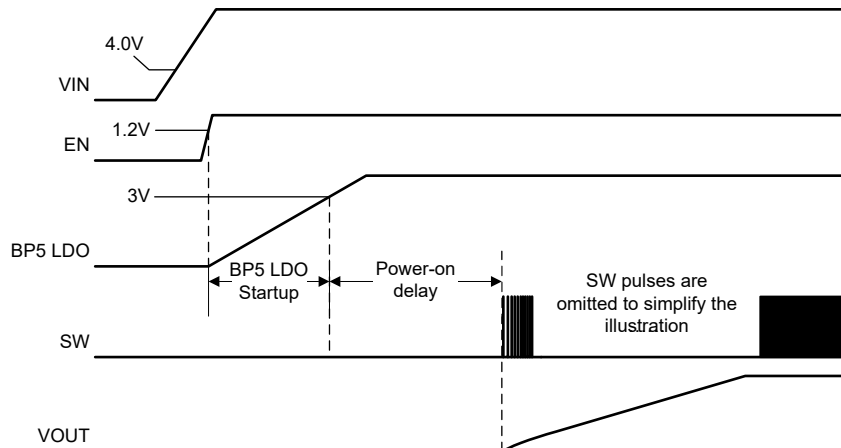 4.0V
VIN
1.2V
EN
3V
BP5 LDO
BP5 LDO
Startup
Power-on
delay
SW pulses are
omitted to simplify the
illustration
SW
VOUT